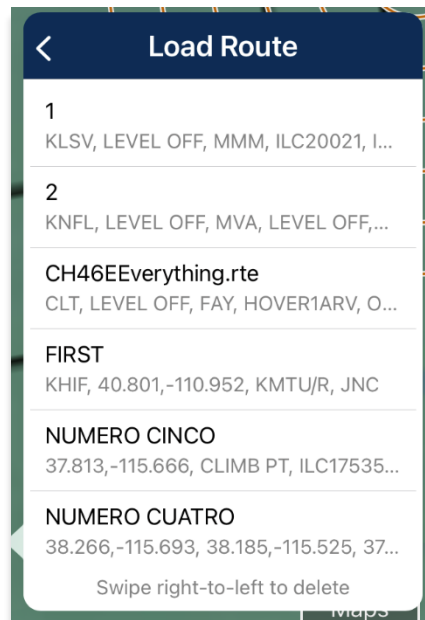 Load Route
1
KLSV, LEVEL OFF, MMM, ILC20021, I...
2
KNFL, LEVEL OFF, MVA, LEVEL OFF,...
CH46EEverything.rte
CLT, LEVEL OFF, FAY, HOVER1ARV, O...
FIRST
KHIF, 40.801,-110.952, KMTU/R, JNC
NUMERO CINCO
37.813,-115.666, CLIMB PT, ILC17535...
NUMERO CUATRO
38.266,-115.693, 38.185,-115.525, 37...
Swipe right-to-left to delete
Maps